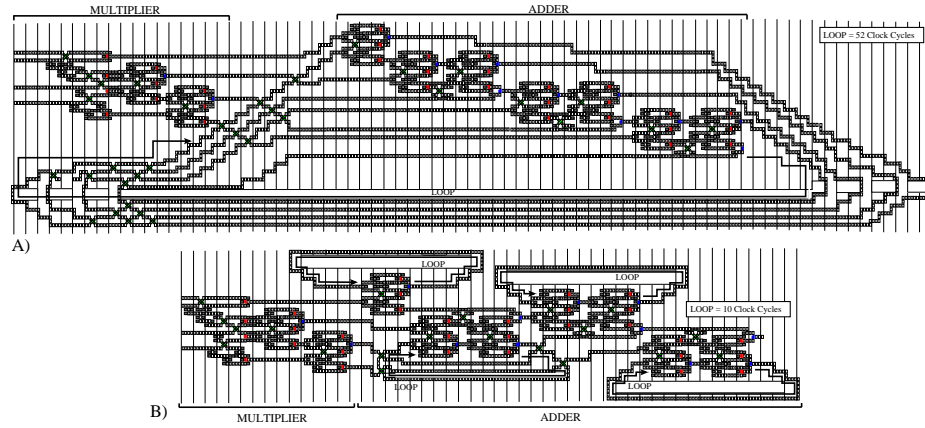 MULTIPLIER
ADDER
LOOP = 52 Clock Cycles
LOOP
A)
LOOP
LOOP
LOOP = 10 Clock Cycles
LOOP
LOOP
B)
MULTIPLIER
ADDER